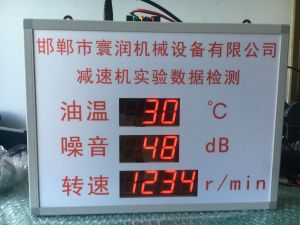 邯郸市寰润机械设备有限公司
减速机实验数据检测
油温 30 ℃
噪音 48 dB
转速 1234 r/min